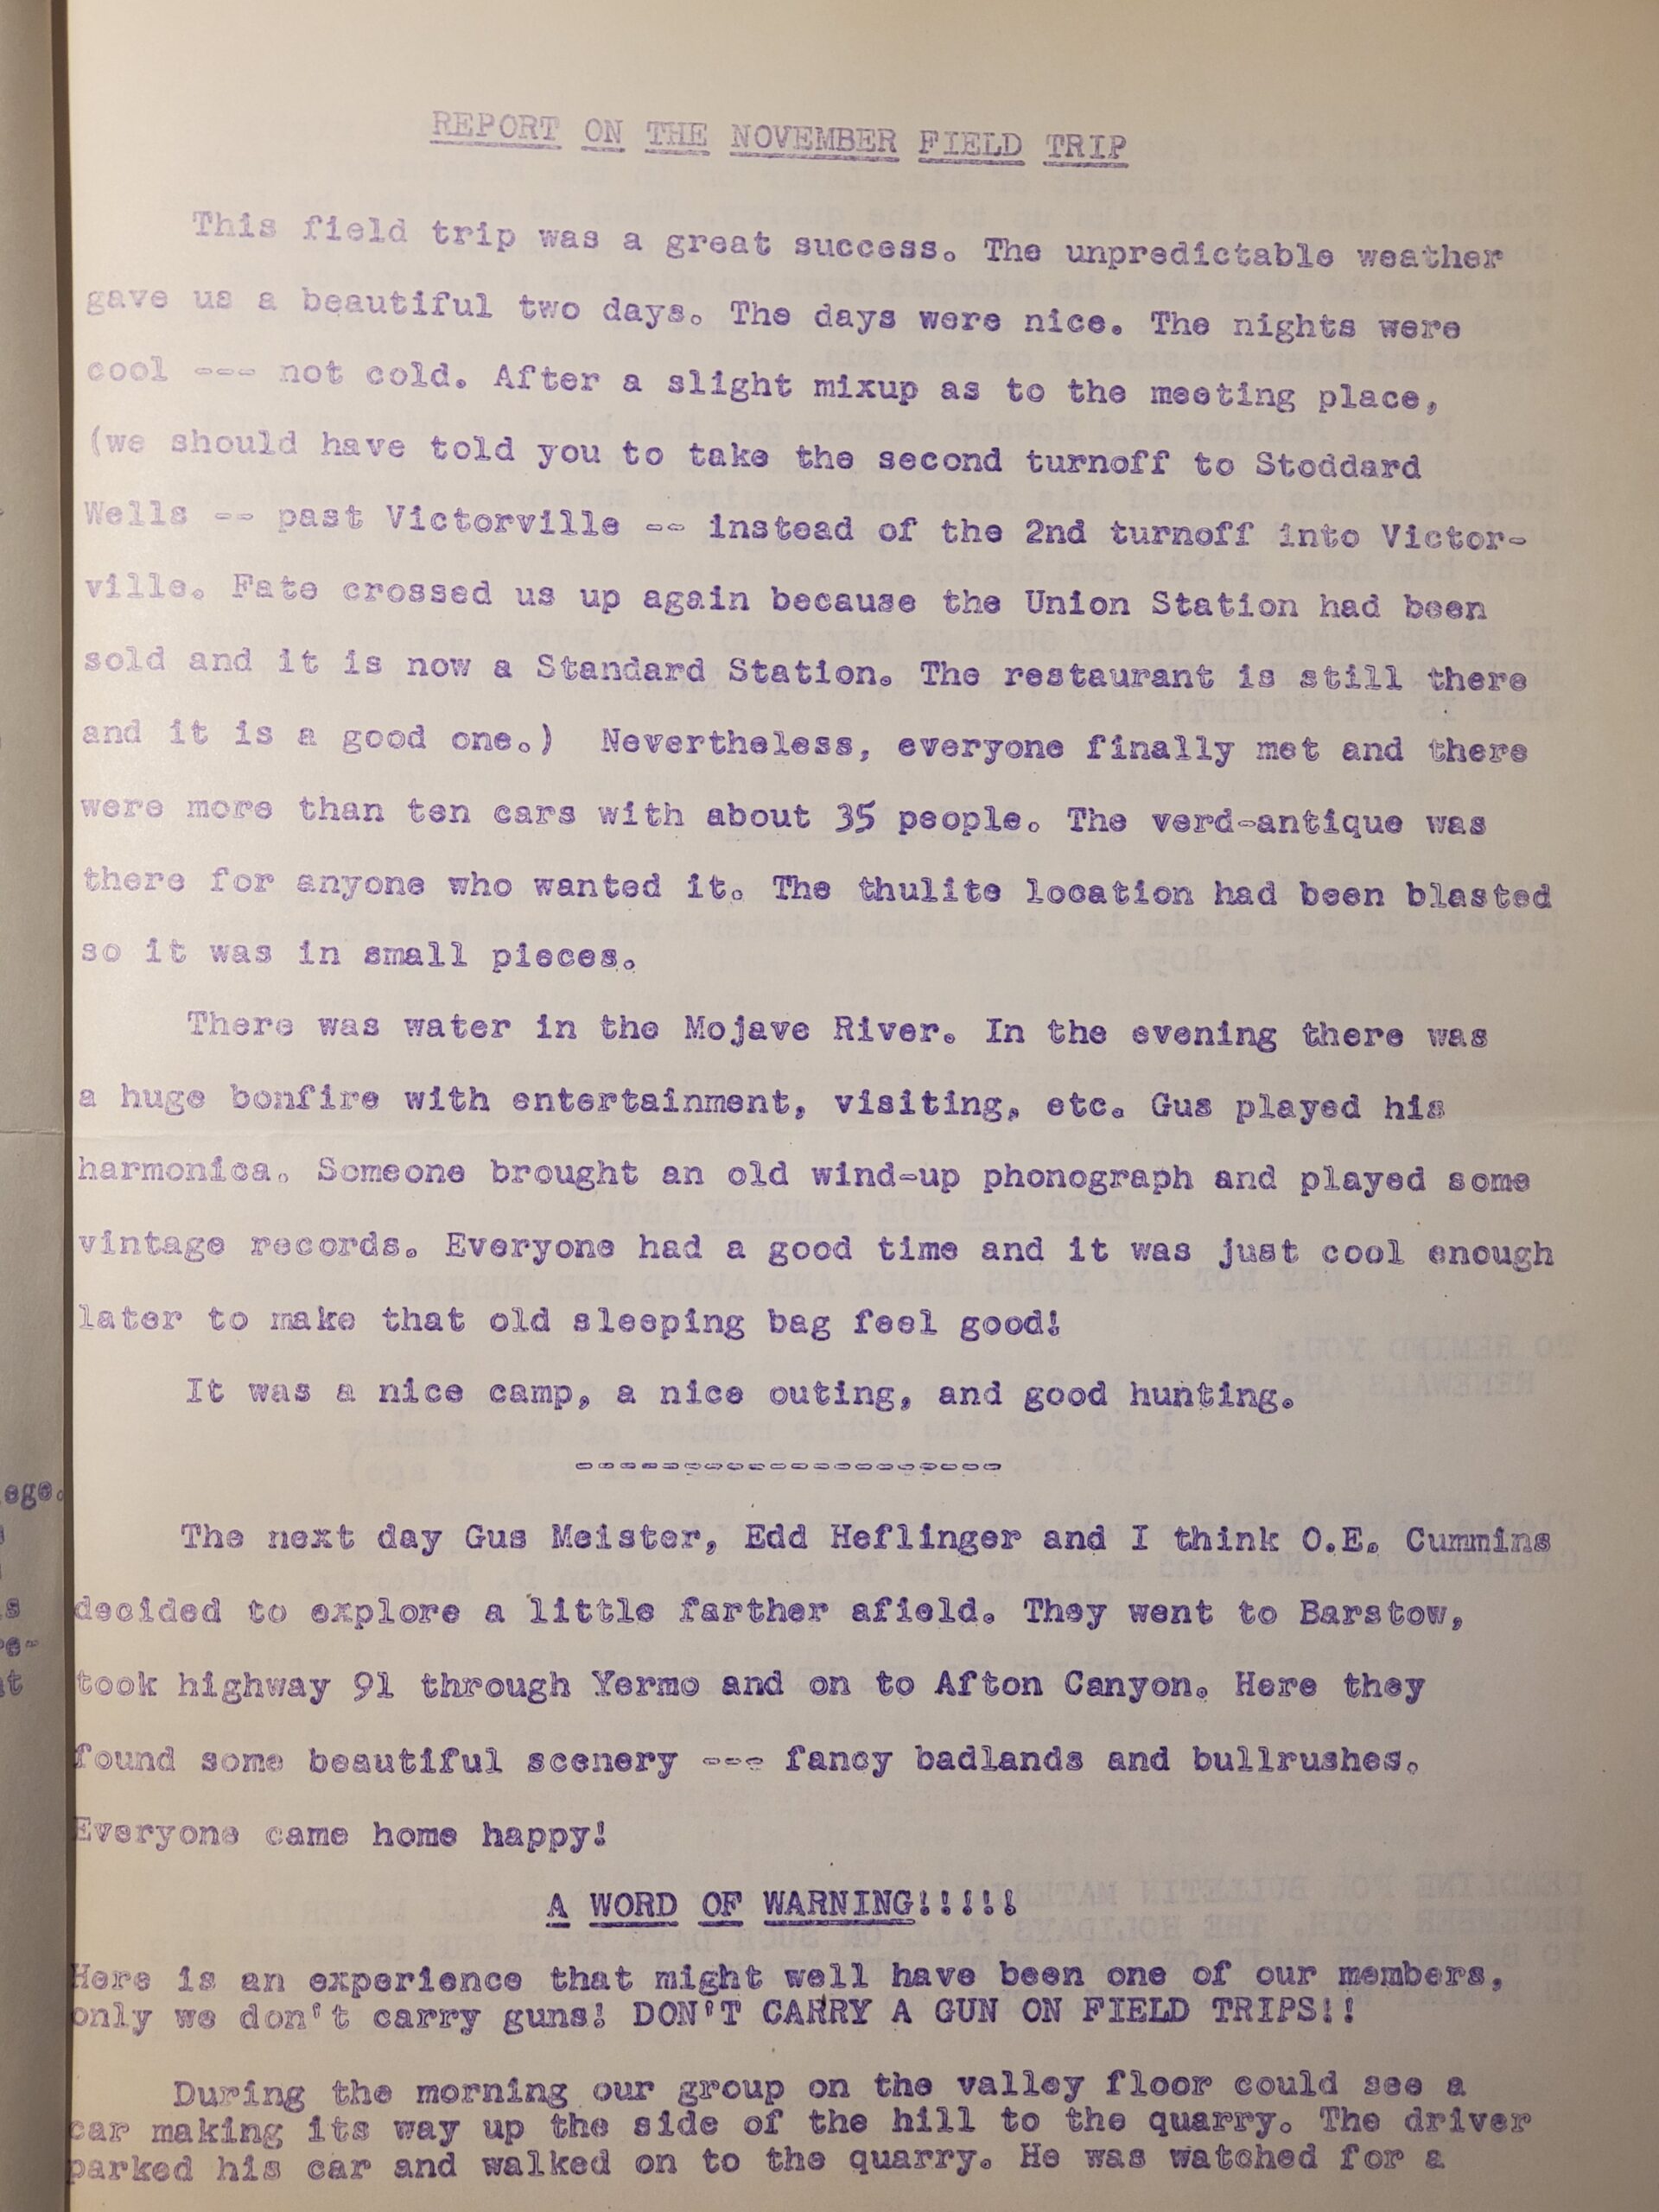 REPORT ON THE NOVEMBER FIELD TRIP
This field trip was a great success. The unpredictable weather
gave us a beautiful two days. The days were nice. The nights were
cool --- not cold. After a slight mixup as to the meeting place,
(we should have told you to take the second turnoff to Stoddard
Wells -- past Victorville -- instead of the 2nd turnoff into Victor-
ville. Fate crossed us up again because the Union Station had been
sold and it is now a Standard Station. The restaurant is still there
and it is a good one.) Nevertheless, everyone finally met and there
were more than ten cars with about 35 people. The verd-antique was
there for anyone who wanted it. The thulite location had been blasted
so it was in small pieces.
There was water in the Mojave River. In the evening there was
a huge bonfire with entertainment, visiting, etc. Gus played his
harmonica. Someone brought an old wind-up phonograph and played some
vintage records. Everyone had a good time and it was just cool enough
later to make that old sleeping bag feel good!
It was a nice camp, a nice outing, and good hunting.
--------------------
The next day Gus Meister, Edd Heflinger and I think O.E. Cummins
decided to explore a little farther afield. They went to Barstow,
took highway 91 through Yermo and on to Afton Canyon. Here they
found some beautiful scenery --- fancy badlands and bullrushes.
Everyone came home happy!
A WORD OF WARNING!!!!!
Here is an experience that might well have been one of our members,
only we don't carry guns! DON'T CARRY A GUN ON FIELD TRIPS!!
During the morning our group on the valley floor could see a
car making its way up the side of the hill to the quarry. The driver
parked his car and walked on to the quarry. He was watched for a